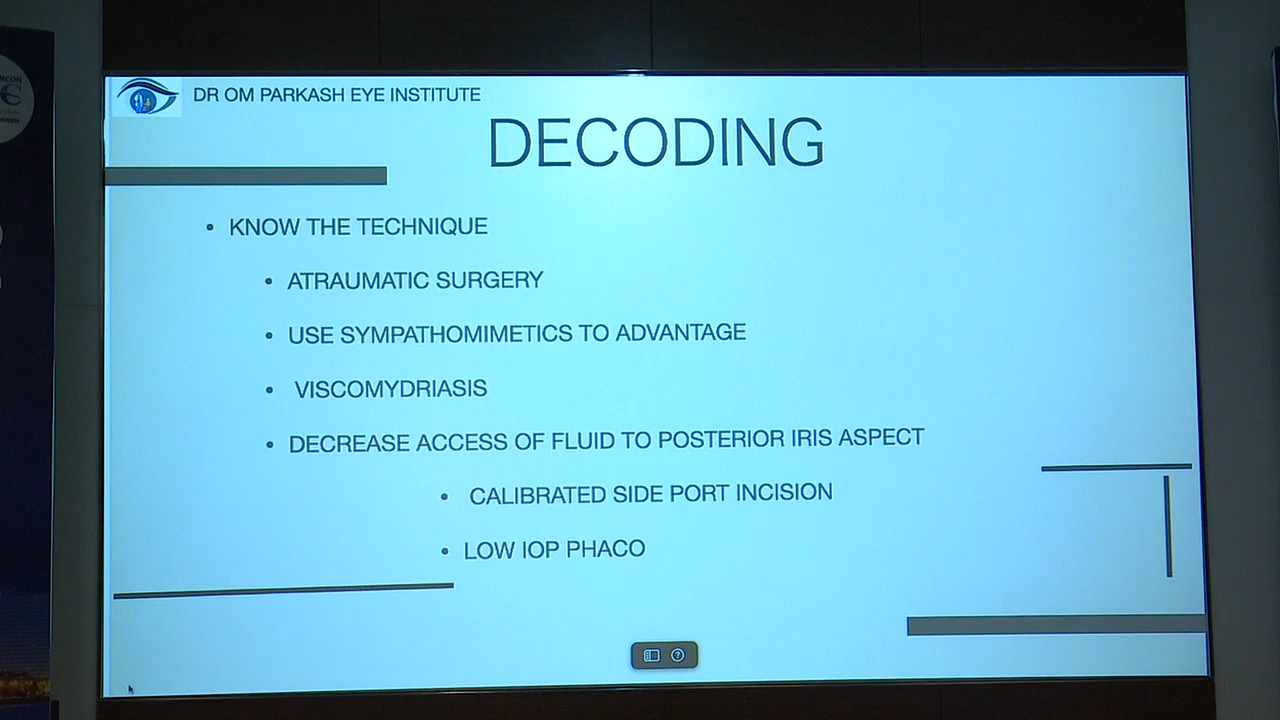 DR OM PARKASH EYE INSTITUTE
DECODING
• KNOW THE TECHNIQUE
• ATRAUMATIC SURGERY
• USE SYMPATHOMIMETICS TO ADVANTAGE
• VISCOMYDRIASIS
• DECREASE ACCESS OF FLUID TO POSTERIOR IRIS ASPECT
• CALIBRATED SIDE PORT INCISION
• LOW IOP PHACO